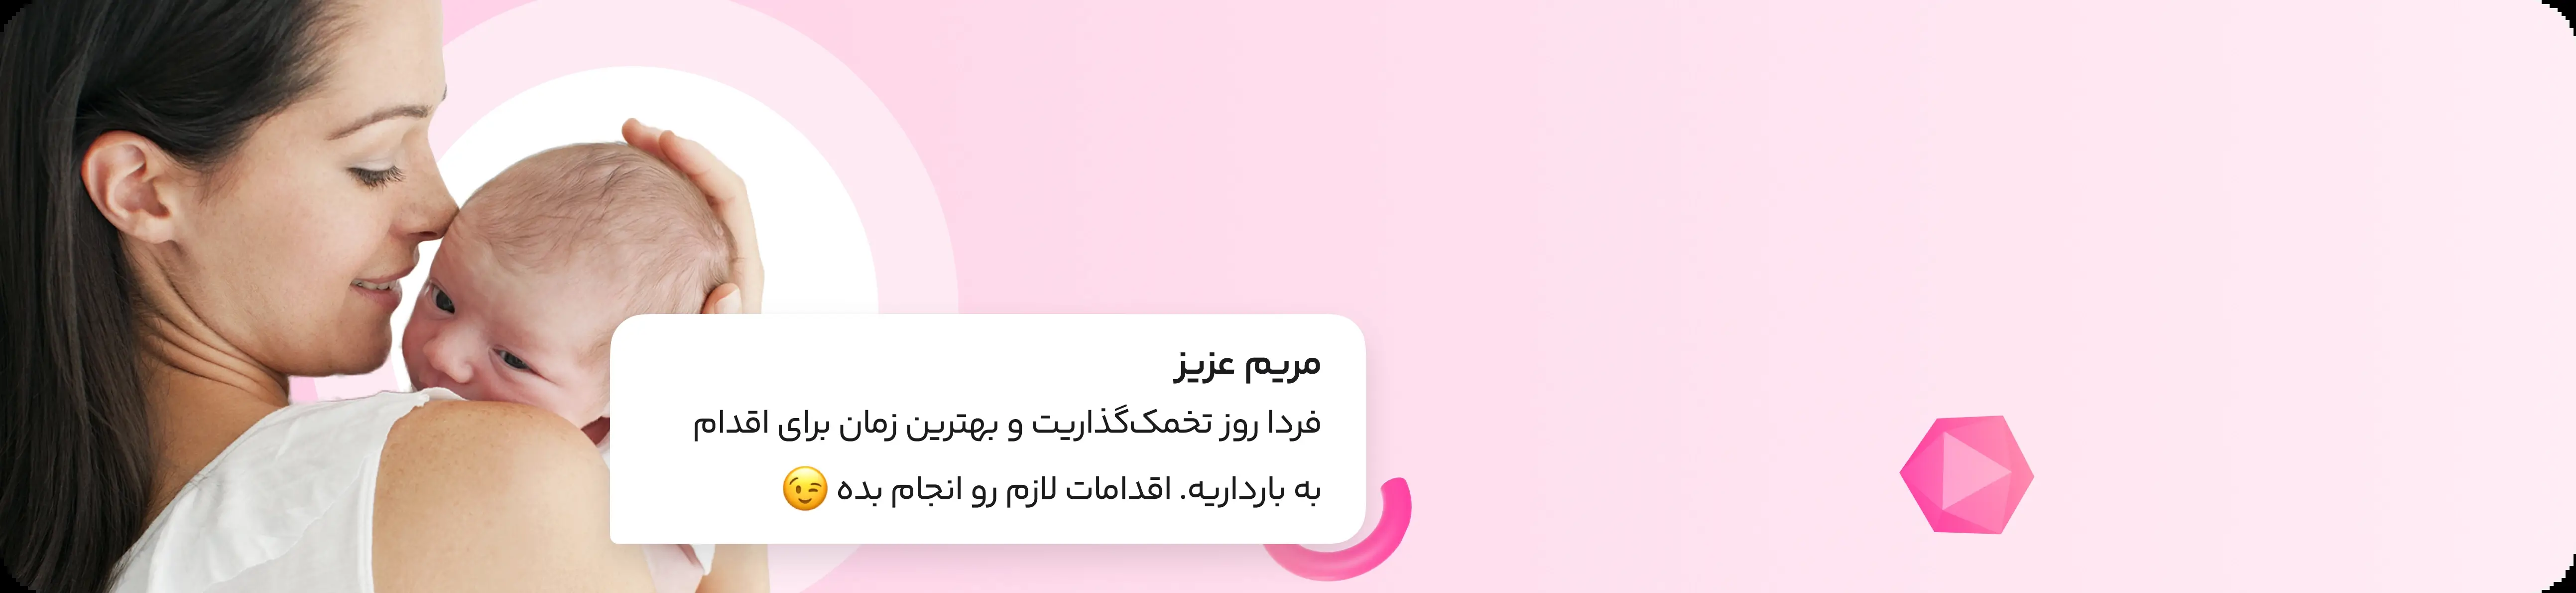 مریم عزیز
فردا روز تخمک‌گذاریت و بهترین زمان برای اقدام
به بارداریه. اقدامات لازم رو انجام بده 😉